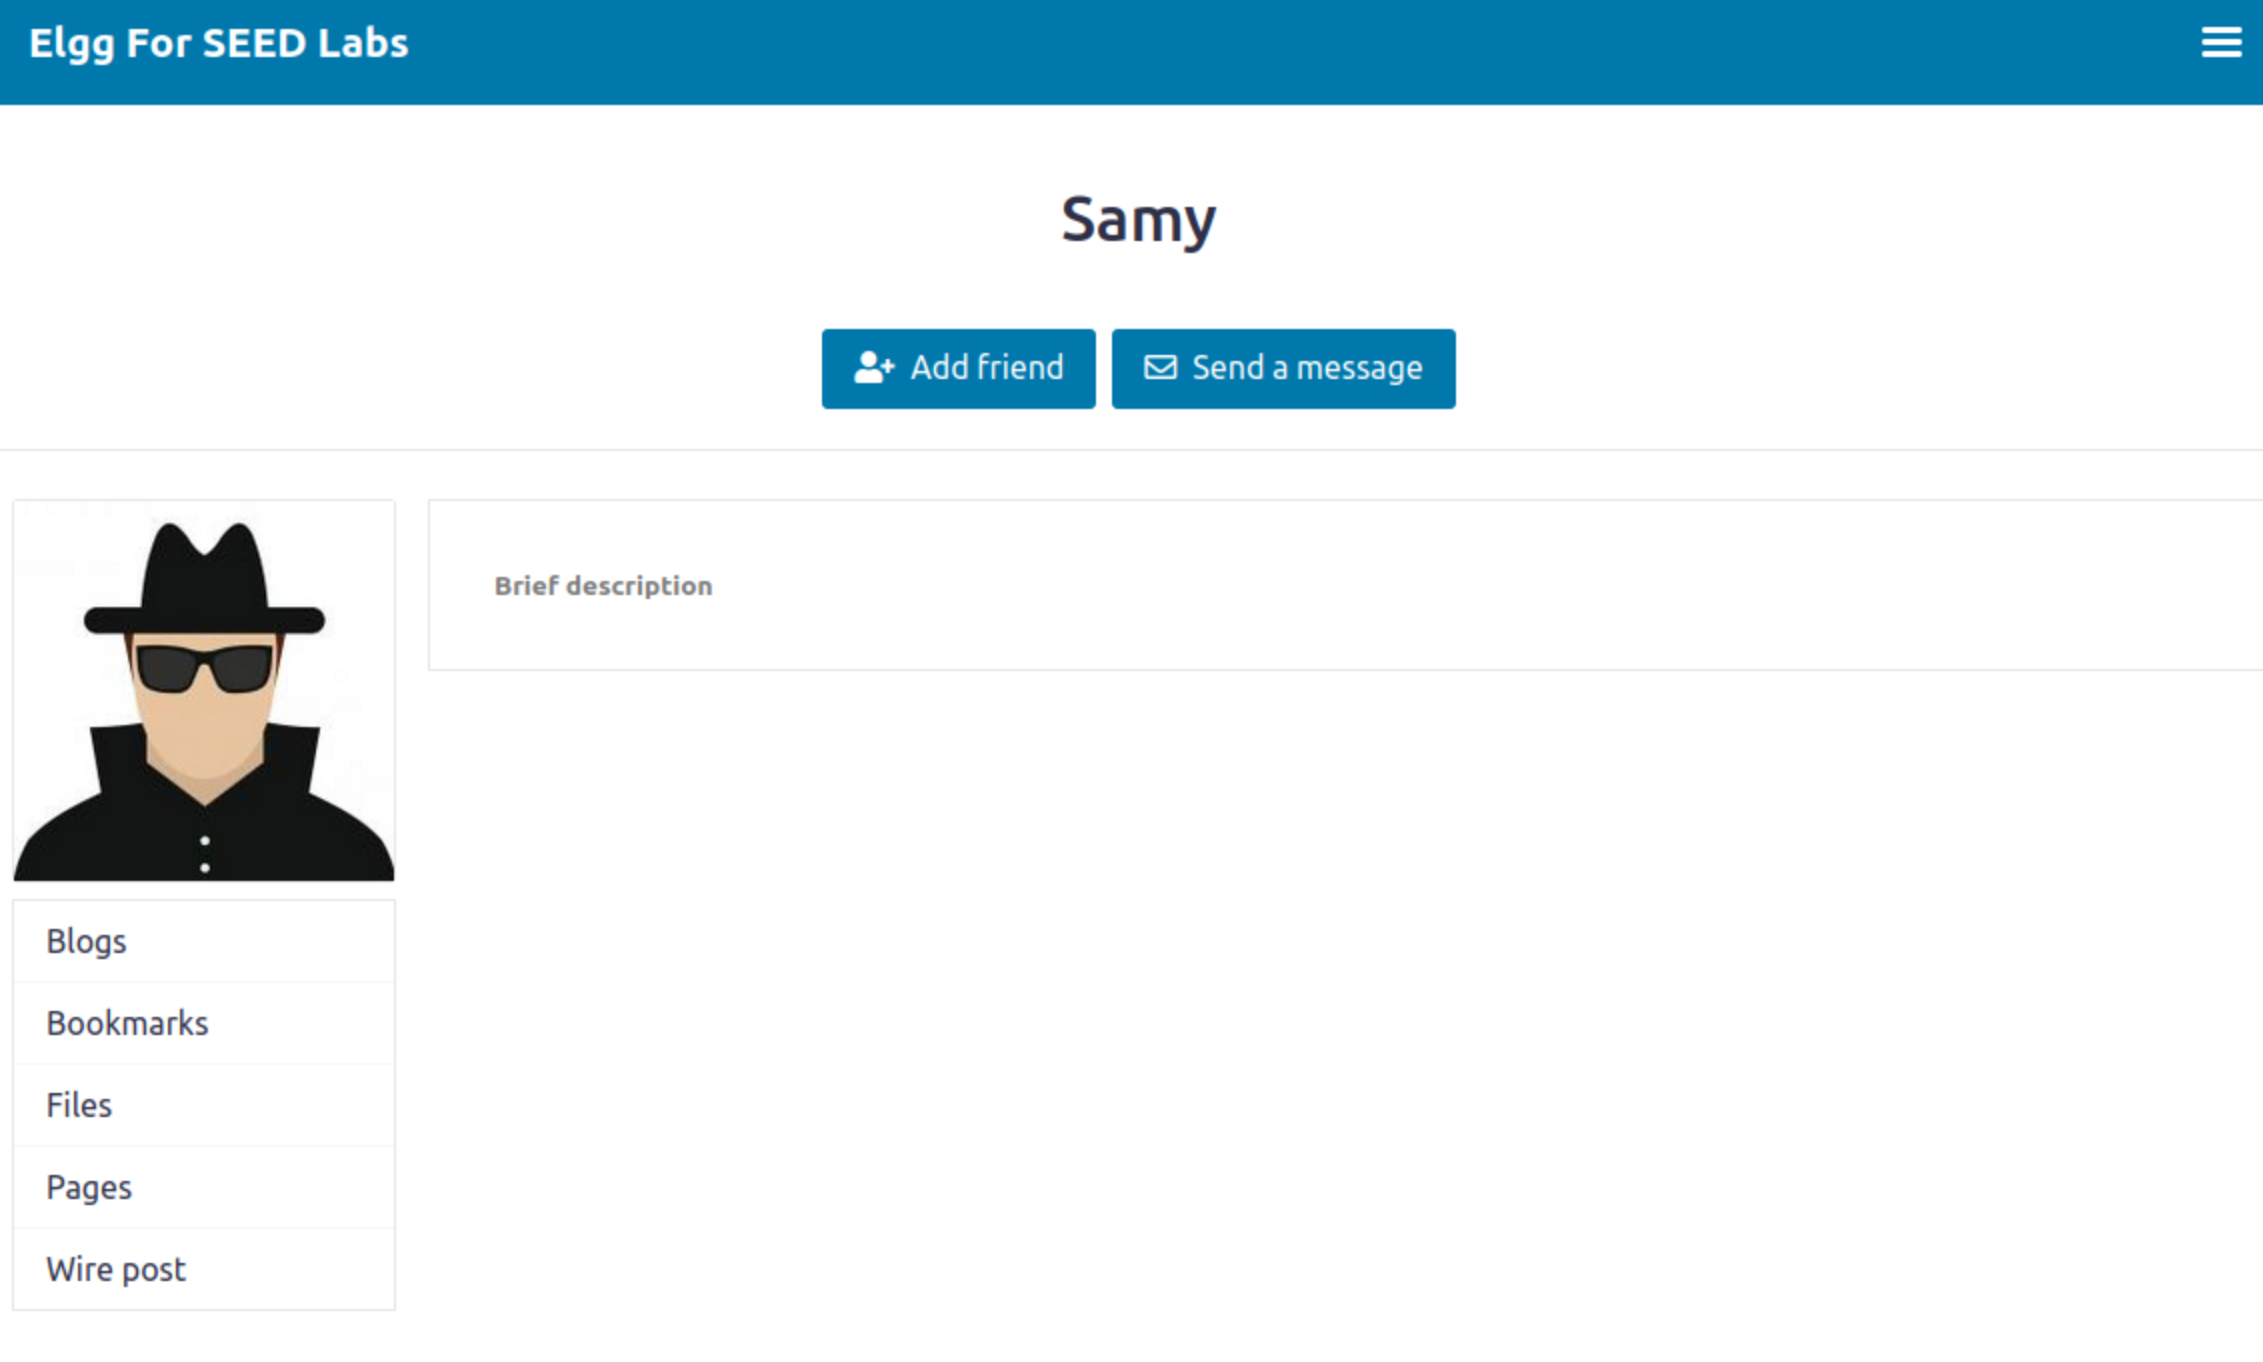 Elgg For SEED Labs
Samy
Add friend
Send a message
Brief description
Blogs
Bookmarks
Files
Pages
Wire post